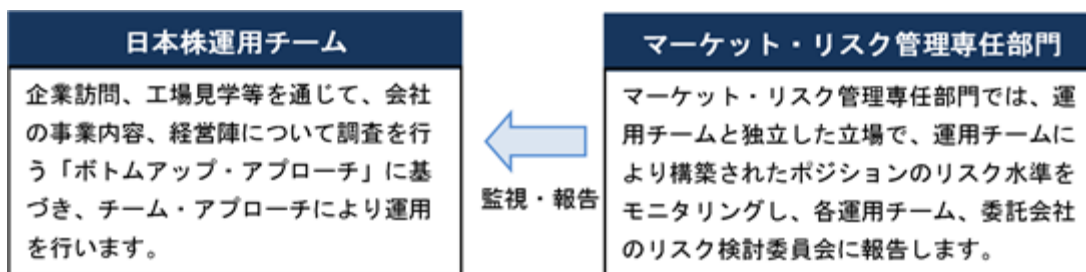 日本株運用チーム
企業訪問、工場見学等を通じて、会社
の事業内容、経営陣について調査を行
う「ボトムアップ・アプローチ」に基
づき、チーム・アプローチにより運用
を行います。
監視・報告
マーケット・リスク管理専任部門
マーケット・リスク管理専任部門では、運
用チームと独立した立場で、運用チームに
より構築されたポジションのリスク水準を
モニタリングし、各運用チーム、委託会社
のリスク検討委員会に報告します。